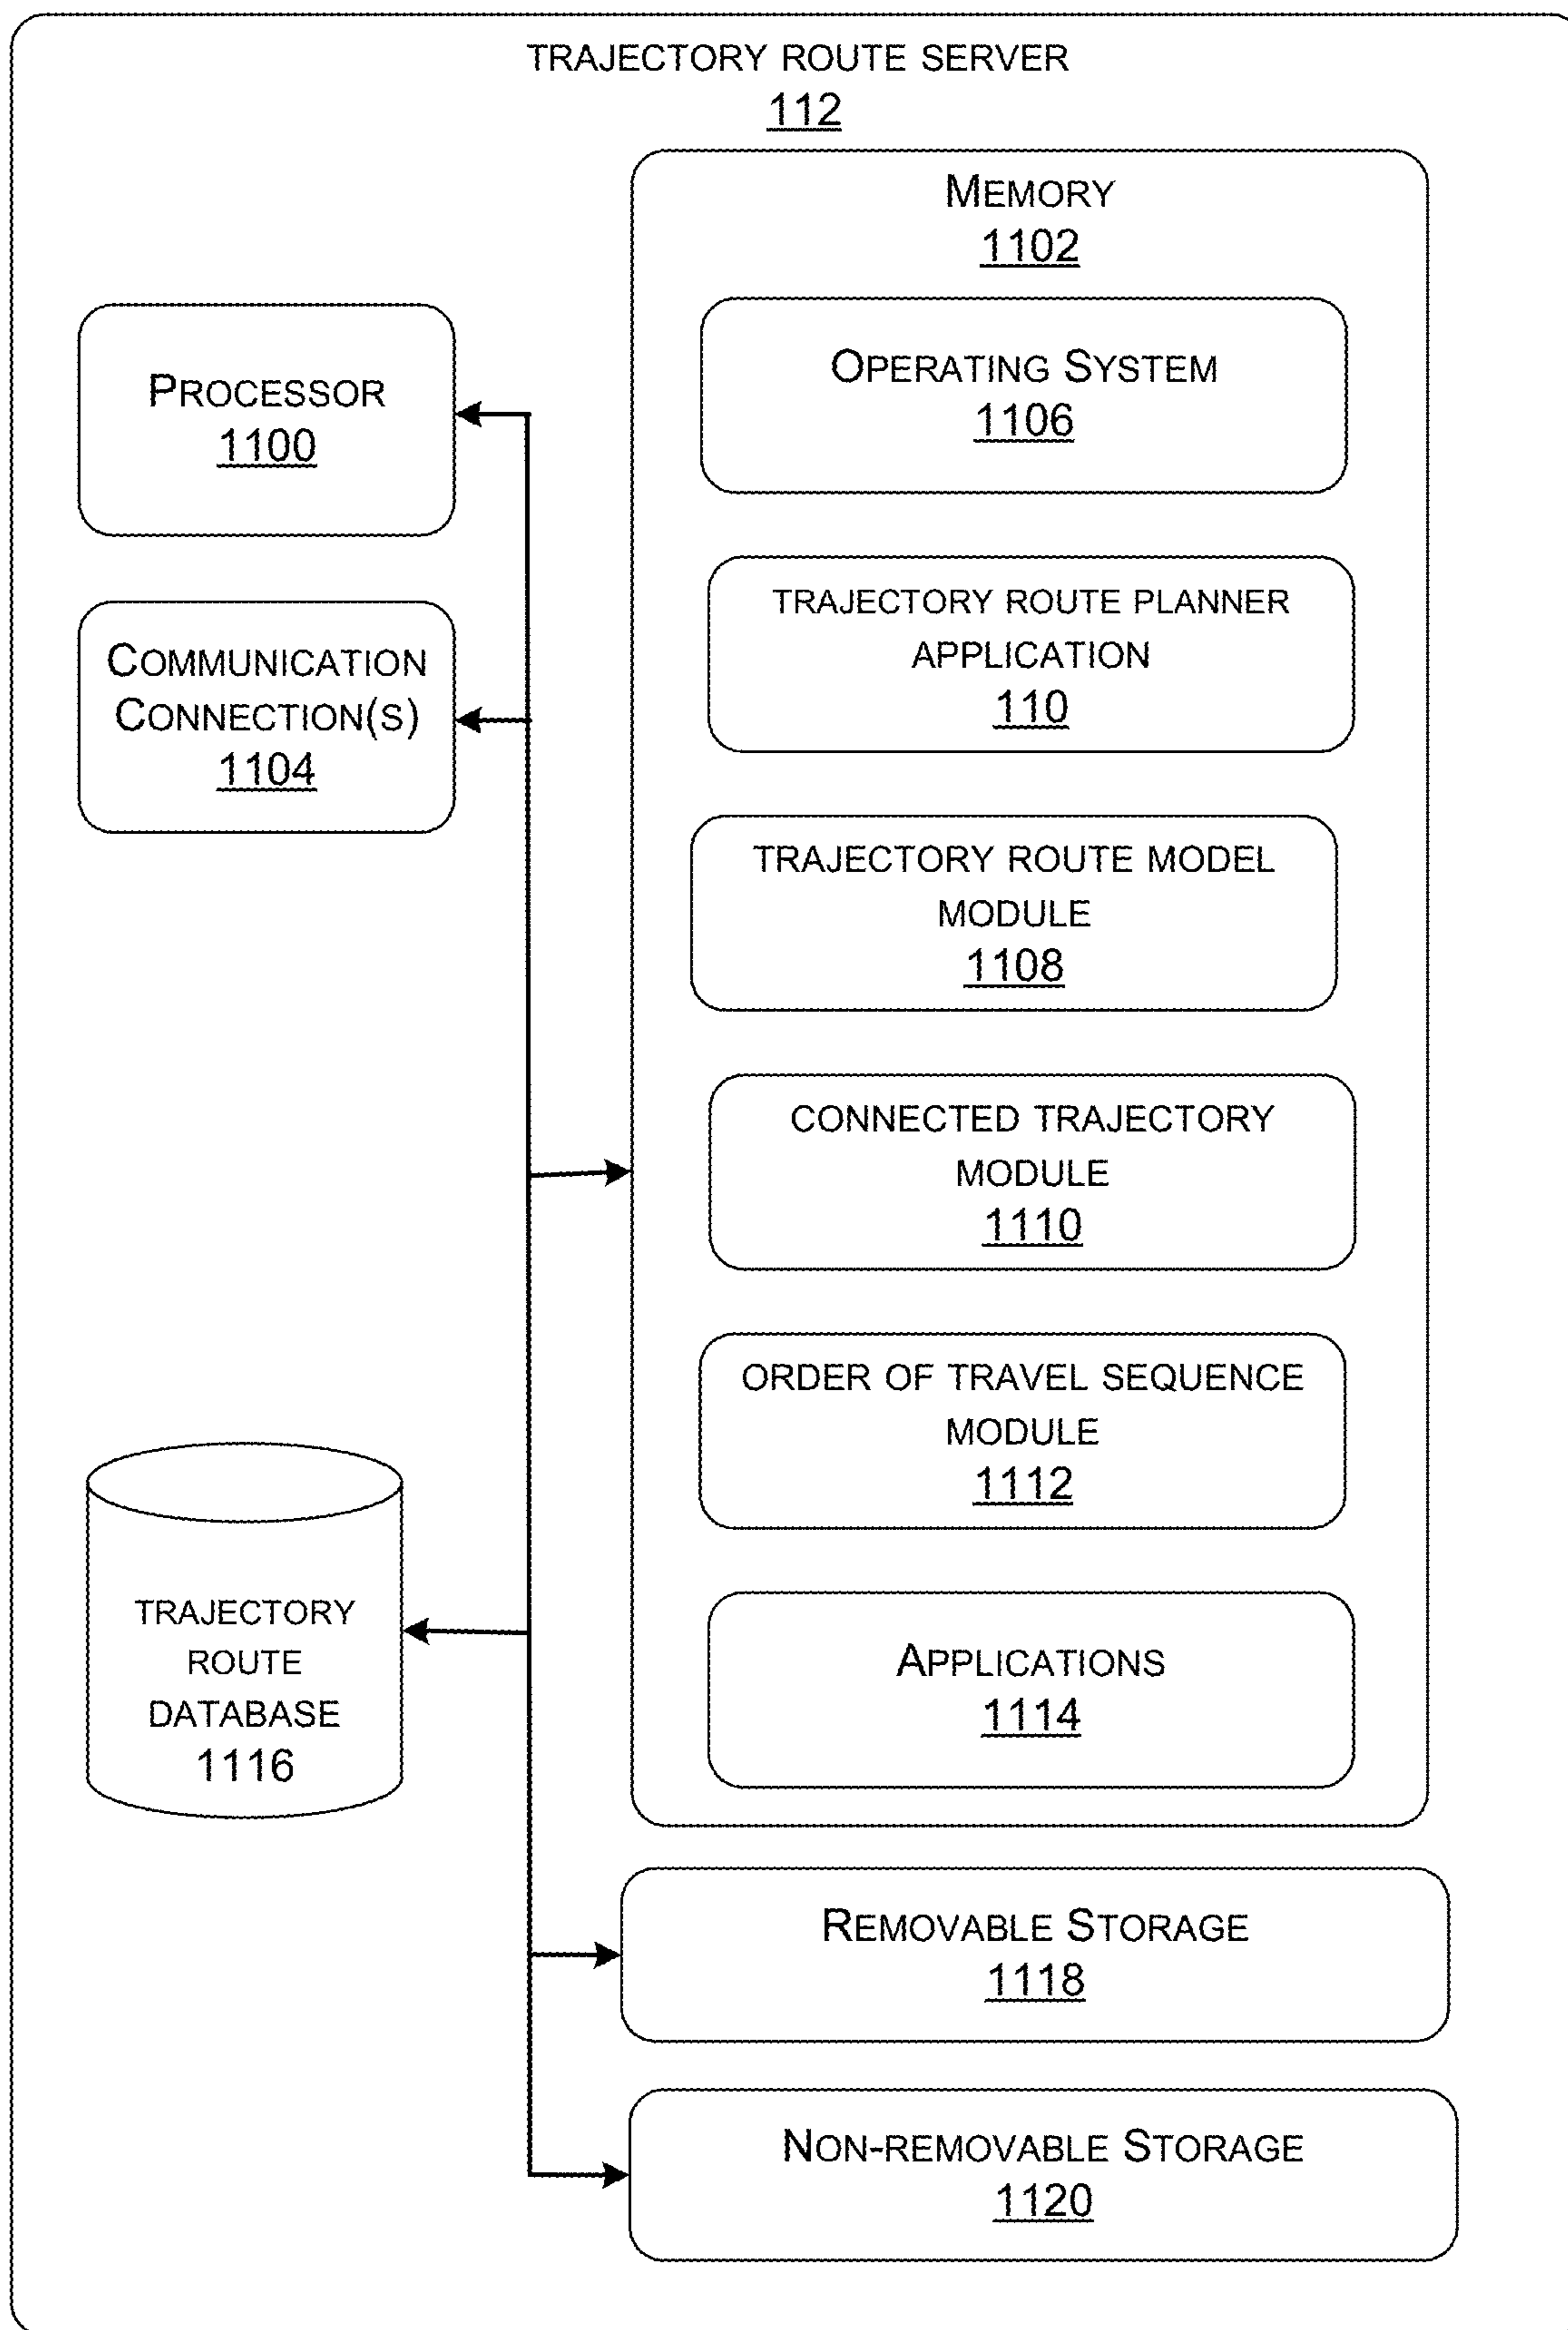 TRAJECTORY ROUTE SERVER
112
MEMORY
1102
OPERATING SYSTEM
1106
PROCESSOR
1100
TRAJECTORY ROUTE PLANNER
APPLICATION
110
COMMUNICATION
CONNECTION(S)
1104
TRAJECTORY ROUTE MODEL
MODULE
1108
CONNECTED TRAJECTORY
MODULE
1110
ORDER OF TRAVEL SEQUENCE
MODULE
1112
TRAJECTORY
ROUTE
DATABASE
1116
APPLICATIONS
1114
REMOVABLE STORAGE
1118
NON-REMOVABLE STORAGE
1120